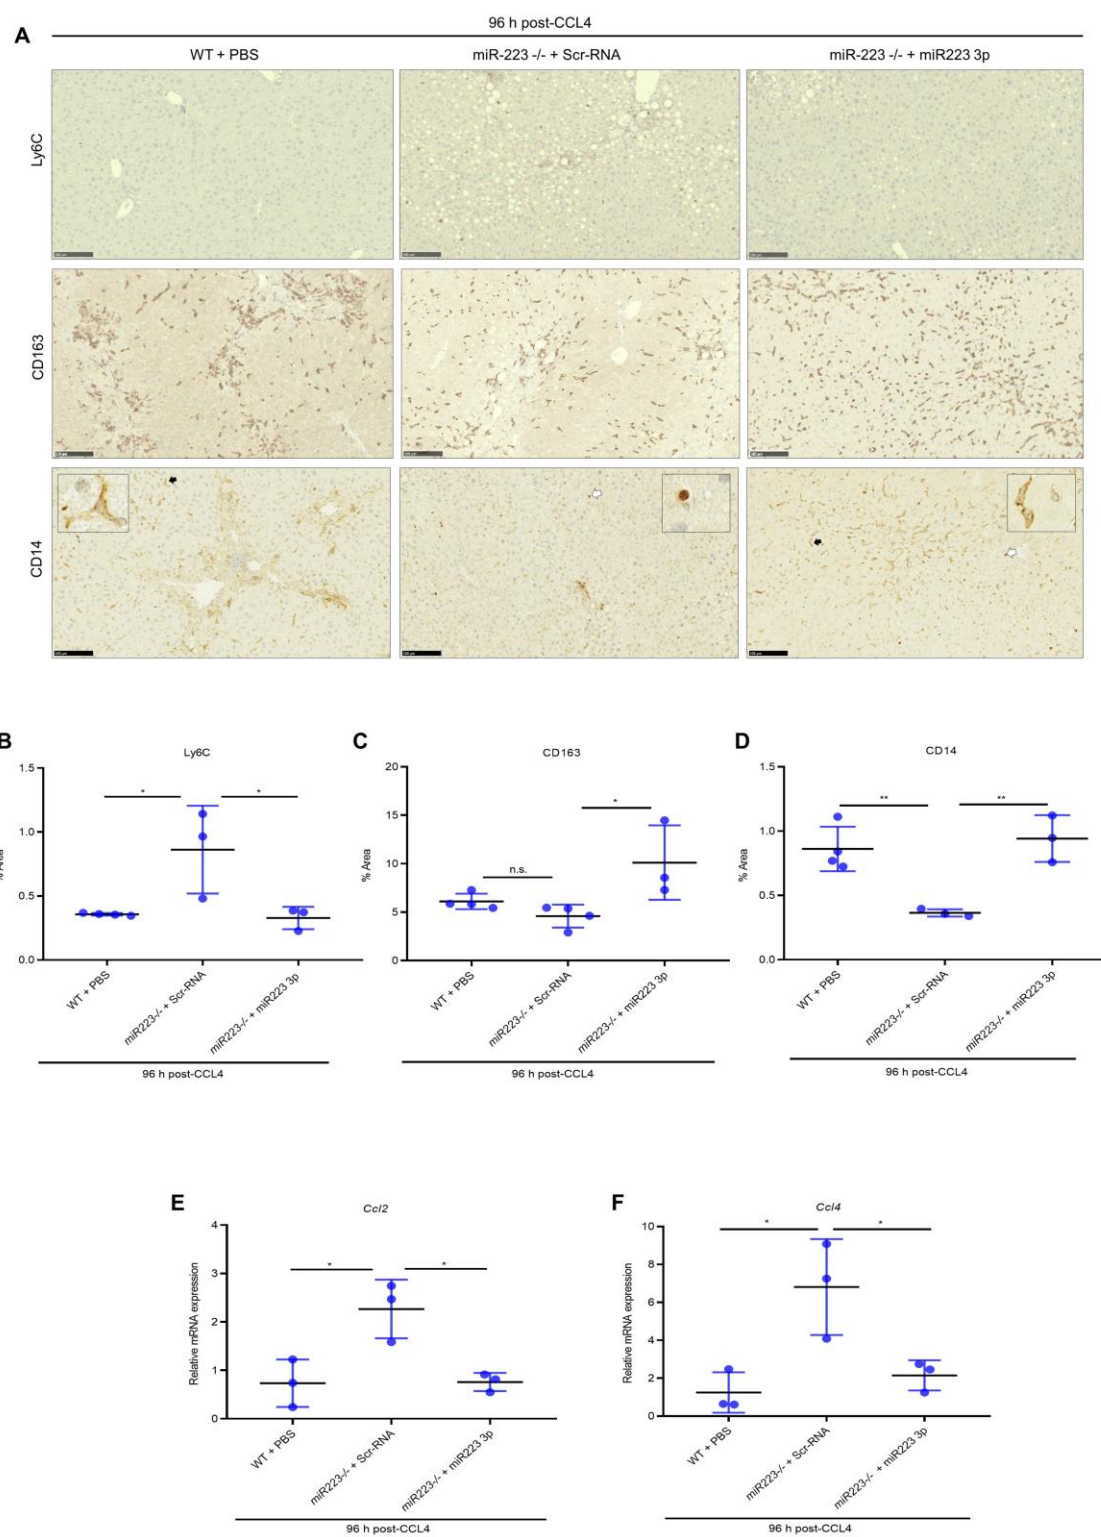 A
96 h post-CCL4
WT + PBS
miR-223 -/- + Scr-RNA
miR-223 -/- + miR223 3p
Ly6C
CD163
CD14
B
Ly6C
1.5
1.0
0.5
0.0
% Area
*
*
WT + PBS
miR223-/- + Scr-RNA
miR223-/- + miR223 3p
96 h post-CCL4
C
CD163
20
15
10
5
0
% Area
n.s.
*
WT + PBS
miR223-/- + Scr-RNA
miR223-/- + miR223 3p
96 h post-CCL4
D
CD14
1.5
1.0
0.5
0.0
% Area
**
**
WT + PBS
miR223-/- + Scr-RNA
miR223-/- + miR223 3p
96 h post-CCL4
E
Ccl2
4
3
2
1
0
Relative mRNA expression
*
*
WT + PBS
miR223-/- + Scr-RNA
miR223-/- + miR223 3p
96 h post-CCL4
F
Ccl4
10
8
6
4
2
0
Relative mRNA expression
*
*
WT + PBS
miR223-/- + Scr-RNA
miR223-/- + miR223 3p
96 h post-CCL4